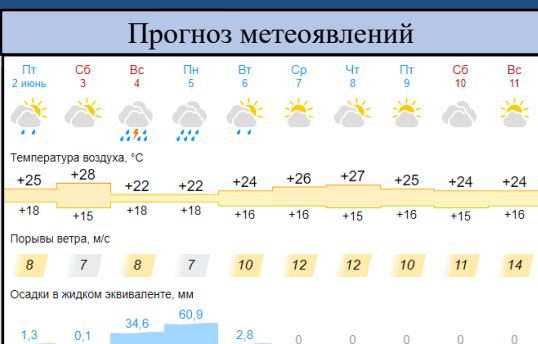 Прогноз метеоявлений
Пт Сб Вс Пн Вт Ср Чт Пт Сб Вс
2 июнь 3 4 5 6 7 8 9 10 11
Температура воздуха, °C
+25 +28 +22 +22 +24 +26 +27 +25 +24 +24
+18 +15 +18 +18 +16 +16 +15 +16 +15 +16
Порывы ветра, м/с
8 7 8 7 10 12 12 10 11 14
Осадки в жидком эквиваленте, мм
1,3 0,1 34,6 60,9 2,8 0 0 0 0 0